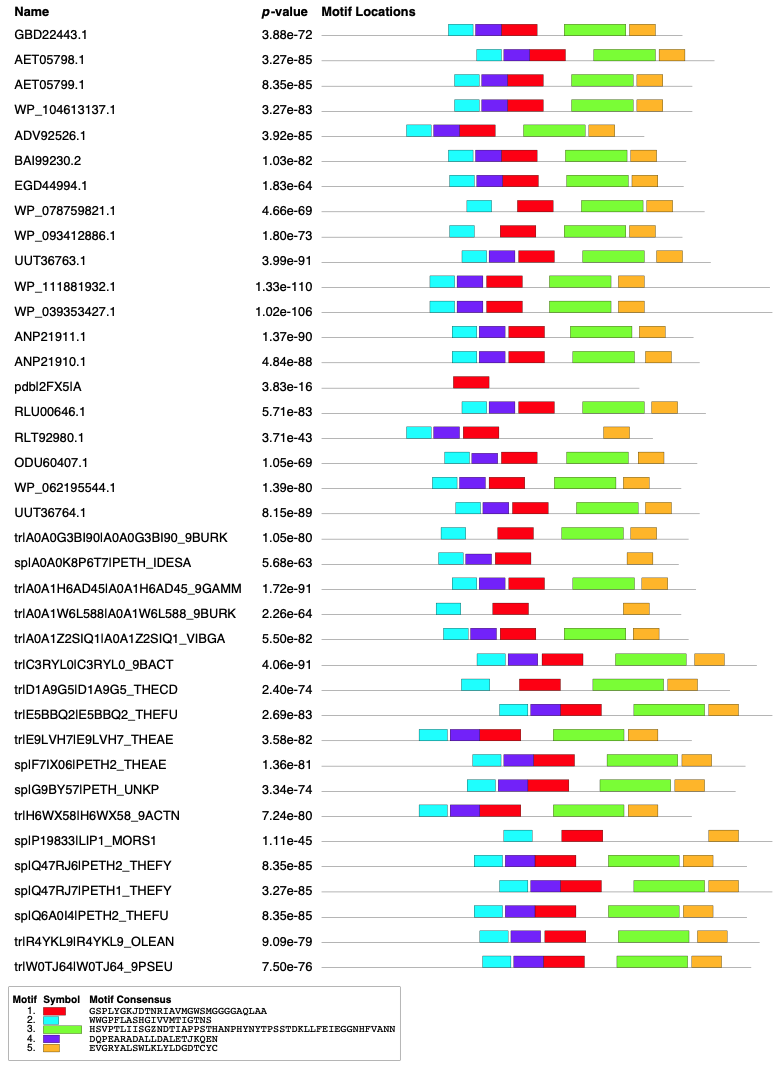 Name p-value Motif Locations
GBD22443.1 3.88e-72
AET05798.1 3.27e-85
AET05799.1 8.35e-85
WP_104613137.1 3.27e-83
ADV92526.1 3.92e-85
BAI99230.2 1.03e-82
EGD44994.1 1.83e-64
WP_078759821.1 4.66e-69
WP_093412886.1 1.80e-73
UUT36763.1 3.99e-91
WP_111881932.1 1.33e-110
WP_039353427.1 1.02e-106
ANP21911.1 1.37e-90
ANP21910.1 4.84e-88
pdb|2FX5|A 3.83e-16
RLU00646.1 5.71e-83
RLT92980.1 3.71e-43
ODU60407.1 1.05e-69
WP_062195544.1 1.39e-80
UUT36764.1 8.15e-89
tr|A0A0G3BI90|A0A0G3BI90_9BURK 1.05e-80
sp|A0A0K8P6T7|PETH_IDESA 5.68e-63
tr|A0A1H6AD45|A0A1H6AD45_9GAMM 1.72e-91
tr|A0A1W6L588|A0A1W6L588_9BURK 2.26e-64
tr|A0A1Z2SIQ1|A0A1Z2SIQ1_VIBGA 5.50e-82
tr|C3RYL0|C3RYL0_9BACT 4.06e-91
tr|D1A9G5|D1A9G5_THECD 2.40e-74
tr|E5BBQ2|E5BBQ2_THEFU 2.69e-83
tr|E9LVH7|E9LVH7_THEAE 3.58e-82
sp|F7IX06|PETH2_THEAE 1.36e-81
sp|G9BY57|PETH_UNKP 3.34e-74
tr|H6WX58|H6WX58_9ACTN 7.24e-80
sp|P19833|LIP1_MORS1 1.11e-45
sp|Q47RJ6|PETH2_THEFY 8.35e-85
sp|Q47RJ7|PETH1_THEFY 3.27e-85
sp|Q6A0I4|PETH2_THEFU 8.35e-85
tr|R4YKL9|R4YKL9_OLEAN 9.09e-79
tr|W0TJ64|W0TJ64_9PSEU 7.50e-76
Motif Symbol Motif Consensus
1. GSPLYGKJDTNRIAVMGWSMGGGGAQLAA
2. WWGPFLASHGIVVMTIGTNS
3. HSVPTLIISGZNDTIAPPSTHANPHYNYTPSSTDKLLFEIEGGNHFVANN
4. DQPEARADALLDALETJKQEN
5. EVGRYALSWLKLYLDGDTCYC